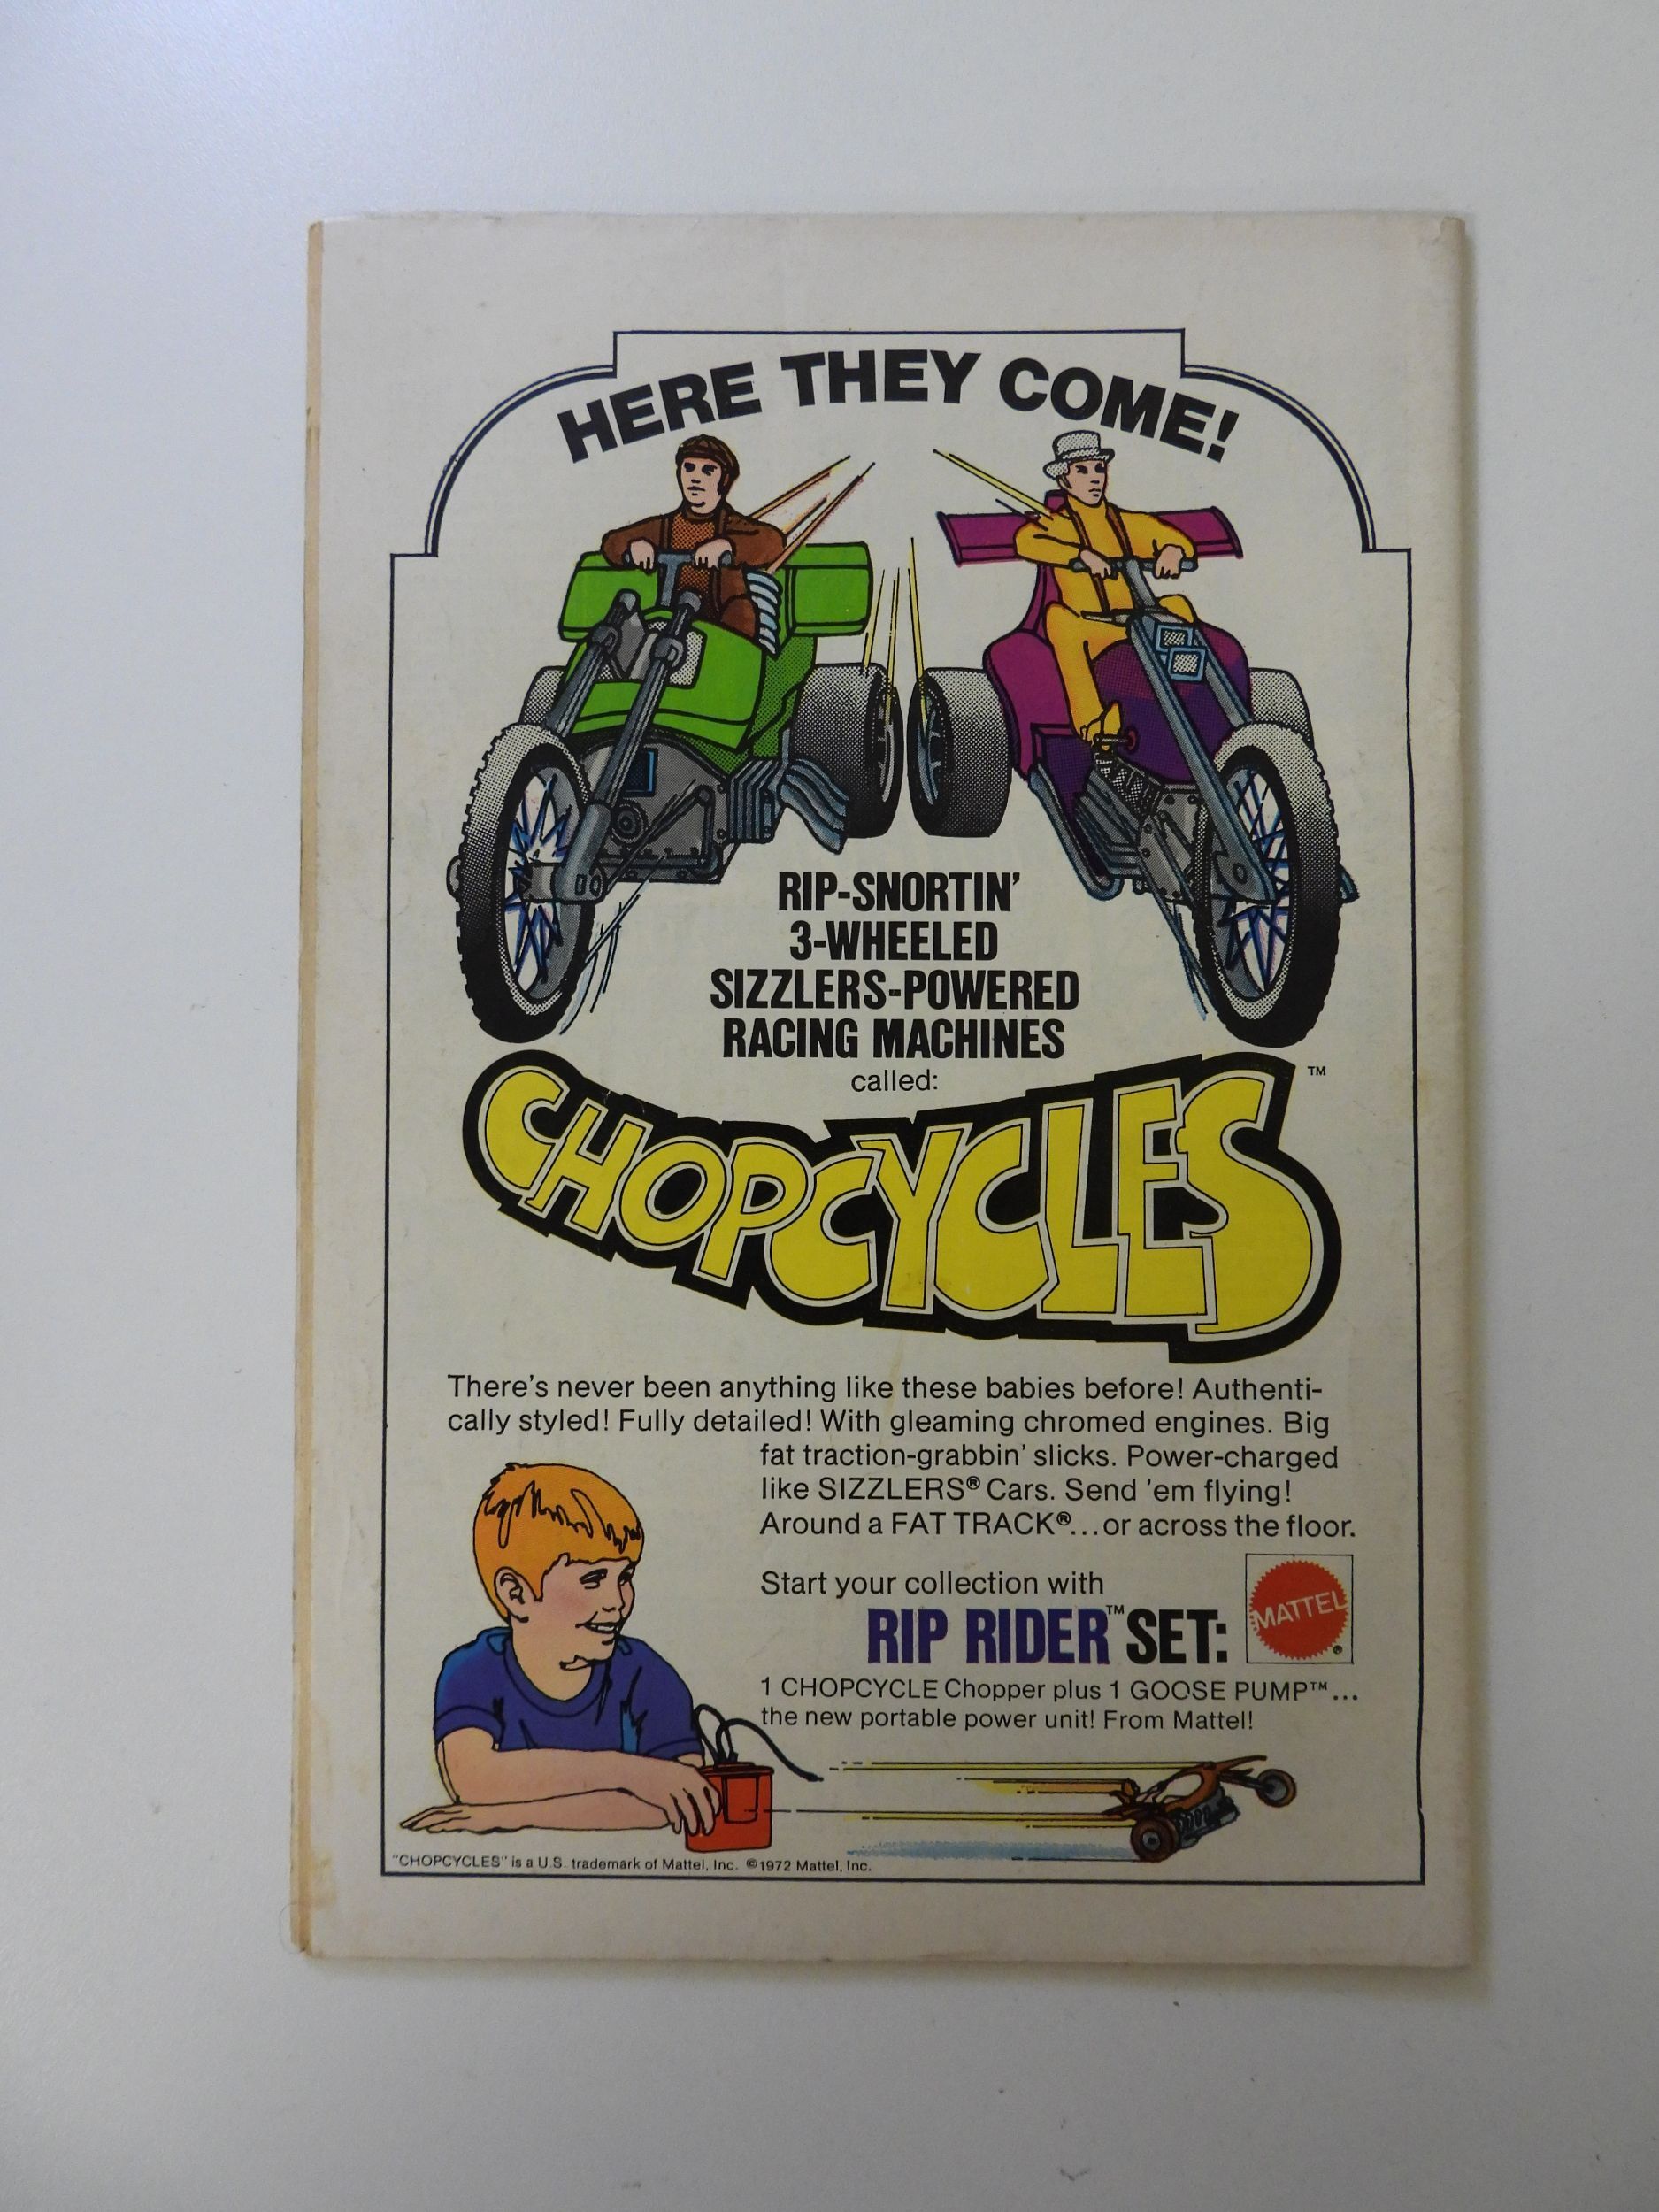 HERE THEY COME!
RIP-SNORTIN'
3-WHEELED
SIZZLERS-POWERED
RACING MACHINES
called:
CHOPCYCLES™
There's never been anything like these babies before! Authenti-
cally styled! Fully detailed! With gleaming chromed engines. Big
fat traction-grabbin' slicks. Power-charged
like SIZZLERS® Cars. Send 'em flying!
Around a FAT TRACK®...or across the floor.
Start your collection with
RIP RIDER™ SET:
MATTEL®
1 CHOPCYCLE Chopper plus 1 GOOSE PUMP™...
the new portable power unit! From Mattel!
"CHOPCYCLES" is a U.S. trademark of Mattel, Inc. ©1972 Mattel, Inc.